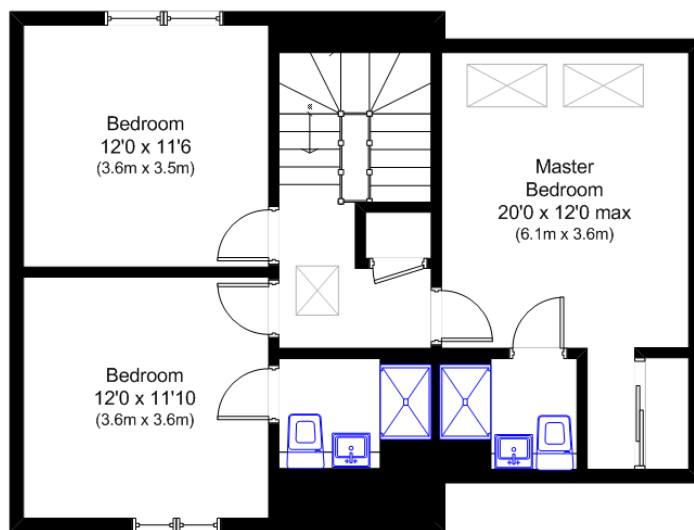 Bedroom
12'0 x 11'6
(3.6m x 3.5m)
Master
Bedroom
20'0 x 12'0 max
(6.1m x 3.6m)
Bedroom
12'0 x 11'10
(3.6m x 3.6m)